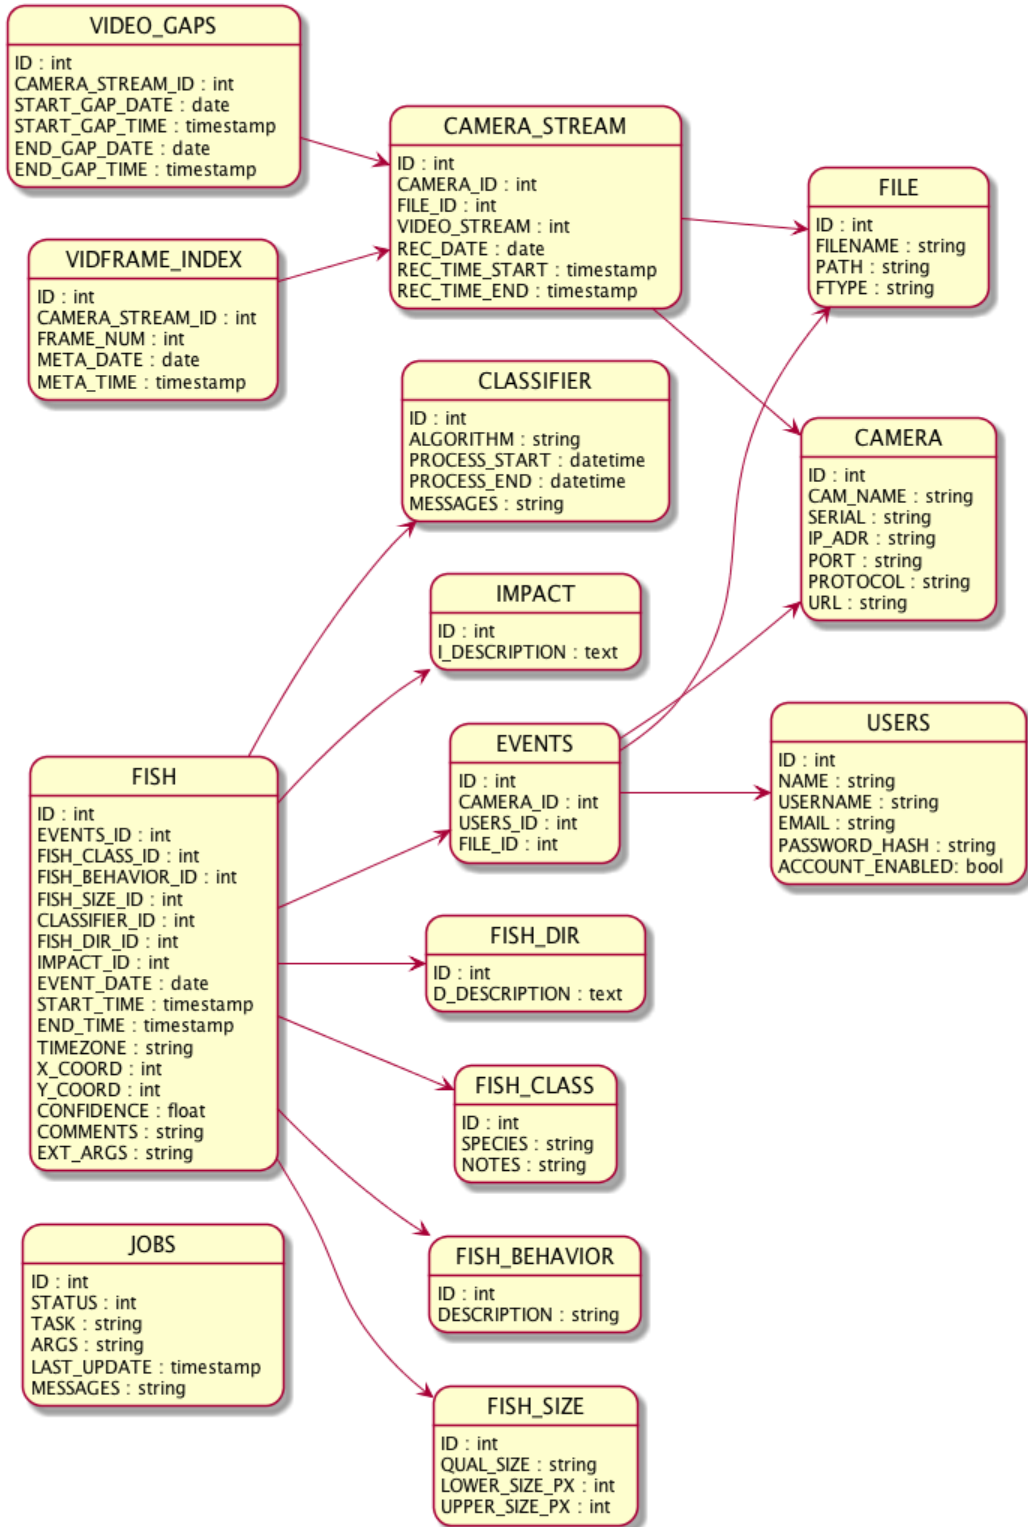 VIDEO_GAPS
ID : int
CAMERA_STREAM_ID : int
START_GAP_DATE : date
START_GAP_TIME : timestamp
END_GAP_DATE : date
END_GAP_TIME : timestamp
CAMERA_STREAM
ID : int
CAMERA_ID : int
FILE_ID : int
VIDEO_STREAM : int
REC_DATE : date
REC_TIME_START : timestamp
REC_TIME_END : timestamp
FILE
ID : int
FILENAME : string
PATH : string
FTYPE : string
VIDFRAME_INDEX
ID : int
CAMERA_STREAM_ID : int
FRAME_NUM : int
META_DATE : date
META_TIME : timestamp
CLASSIFIER
ID : int
ALGORITHM : string
PROCESS_START : datetime
PROCESS_END : datetime
MESSAGES : string
CAMERA
ID : int
CAM_NAME : string
SERIAL : string
IP_ADR : string
PORT : string
PROTOCOL : string
URL : string
IMPACT
ID : int
I_DESCRIPTION : text
EVENTS
ID : int
CAMERA_ID : int
USERS_ID : int
FILE_ID : int
USERS
ID : int
NAME : string
USERNAME : string
EMAIL : string
PASSWORD_HASH : string
ACCOUNT_ENABLED: bool
FISH
ID : int
EVENTS_ID : int
FISH_CLASS_ID : int
FISH_BEHAVIOR_ID : int
FISH_SIZE_ID : int
CLASSIFIER_ID : int
FISH_DIR_ID : int
IMPACT_ID : int
EVENT_DATE : date
START_TIME : timestamp
END_TIME : timestamp
TIMEZONE : string
X_COORD : int
Y_COORD : int
CONFIDENCE : float
COMMENTS : string
EXT_ARGS : string
FISH_DIR
ID : int
D_DESCRIPTION : text
FISH_CLASS
ID : int
SPECIES : string
NOTES : string
JOBS
ID : int
STATUS : int
TASK : string
ARGS : string
LAST_UPDATE : timestamp
MESSAGES : string
FISH_BEHAVIOR
ID : int
DESCRIPTION : string
FISH_SIZE
ID : int
QUAL_SIZE : string
LOWER_SIZE_PX : int
UPPER_SIZE_PX : int